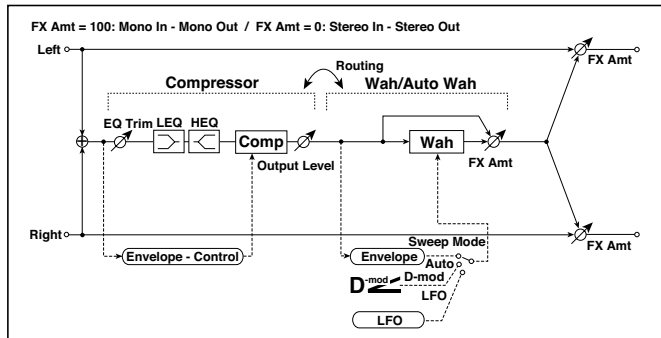 FX Amt = 100: Mono In - Mono Out / FX Amt = 0: Stereo In - Stereo Out
Left
FX Amt
Routing
Compressor
Wah/Auto Wah
EQ Trim
LEQ
HEQ
Comp
Output Level
Wah
FX Amt
Right
FX Amt
Sweep Mode
Envelope - Control
Envelope
Auto
D-mod
D-mod
LFO
LFO